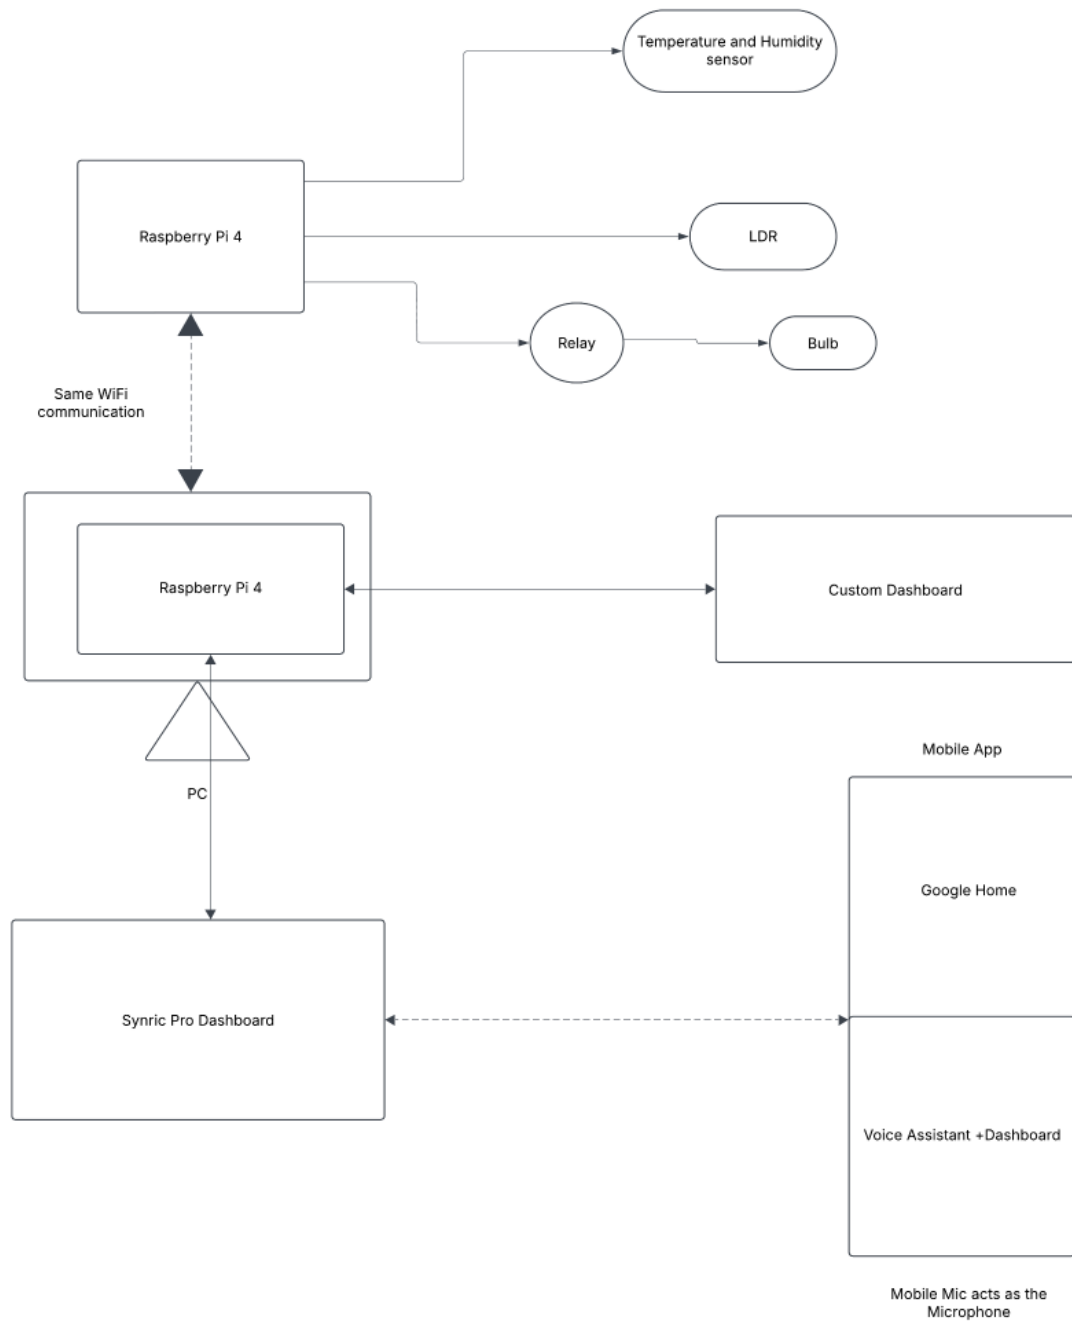 Temperature and Humidity
sensor
Raspberry Pi 4
LDR
Relay
Bulb
Same WiFi
communication
Raspberry Pi 4
Custom Dashboard
Mobile App
PC
Google Home
Synric Pro Dashboard
Voice Assistant +Dashboard
Mobile Mic acts as the
Microphone